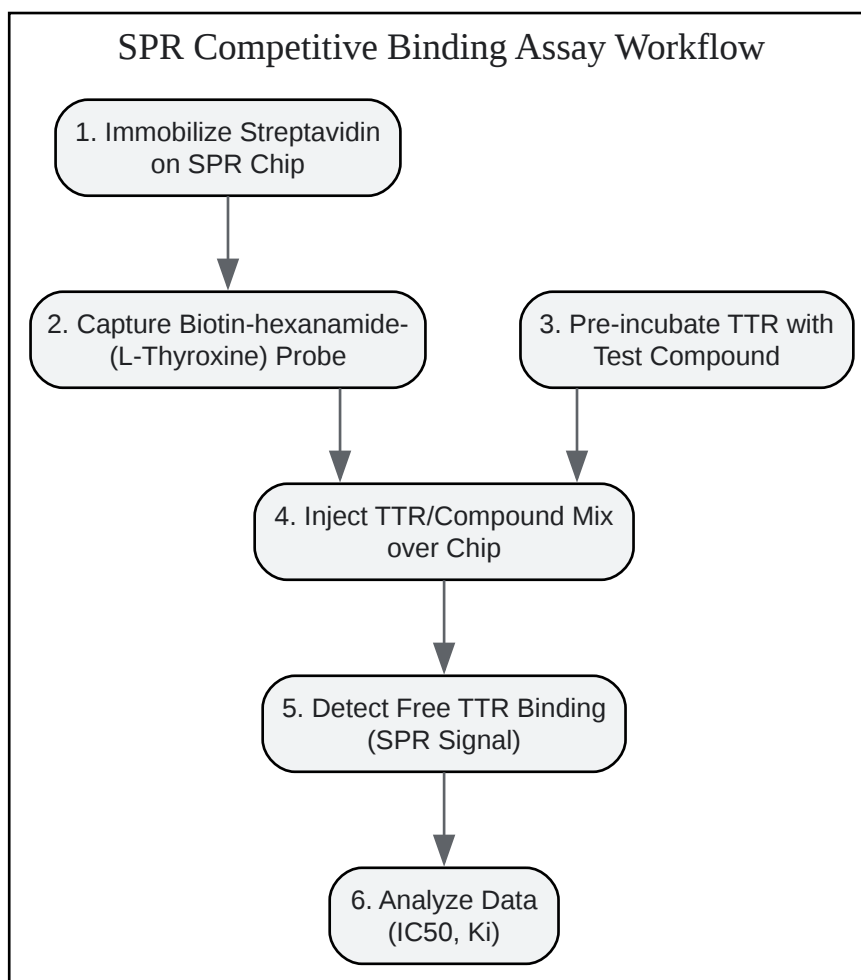 SPR Competitive Binding Assay Workflow
1. Immobilize Streptavidin
on SPR Chip
2. Capture Biotin-hexanamide-
(L-Thyroxine) Probe
3. Pre-incubate TTR with
Test Compound
4. Inject TTR/Compound Mix
over Chip
5. Detect Free TTR Binding
(SPR Signal)
6. Analyze Data
(IC50, Ki)